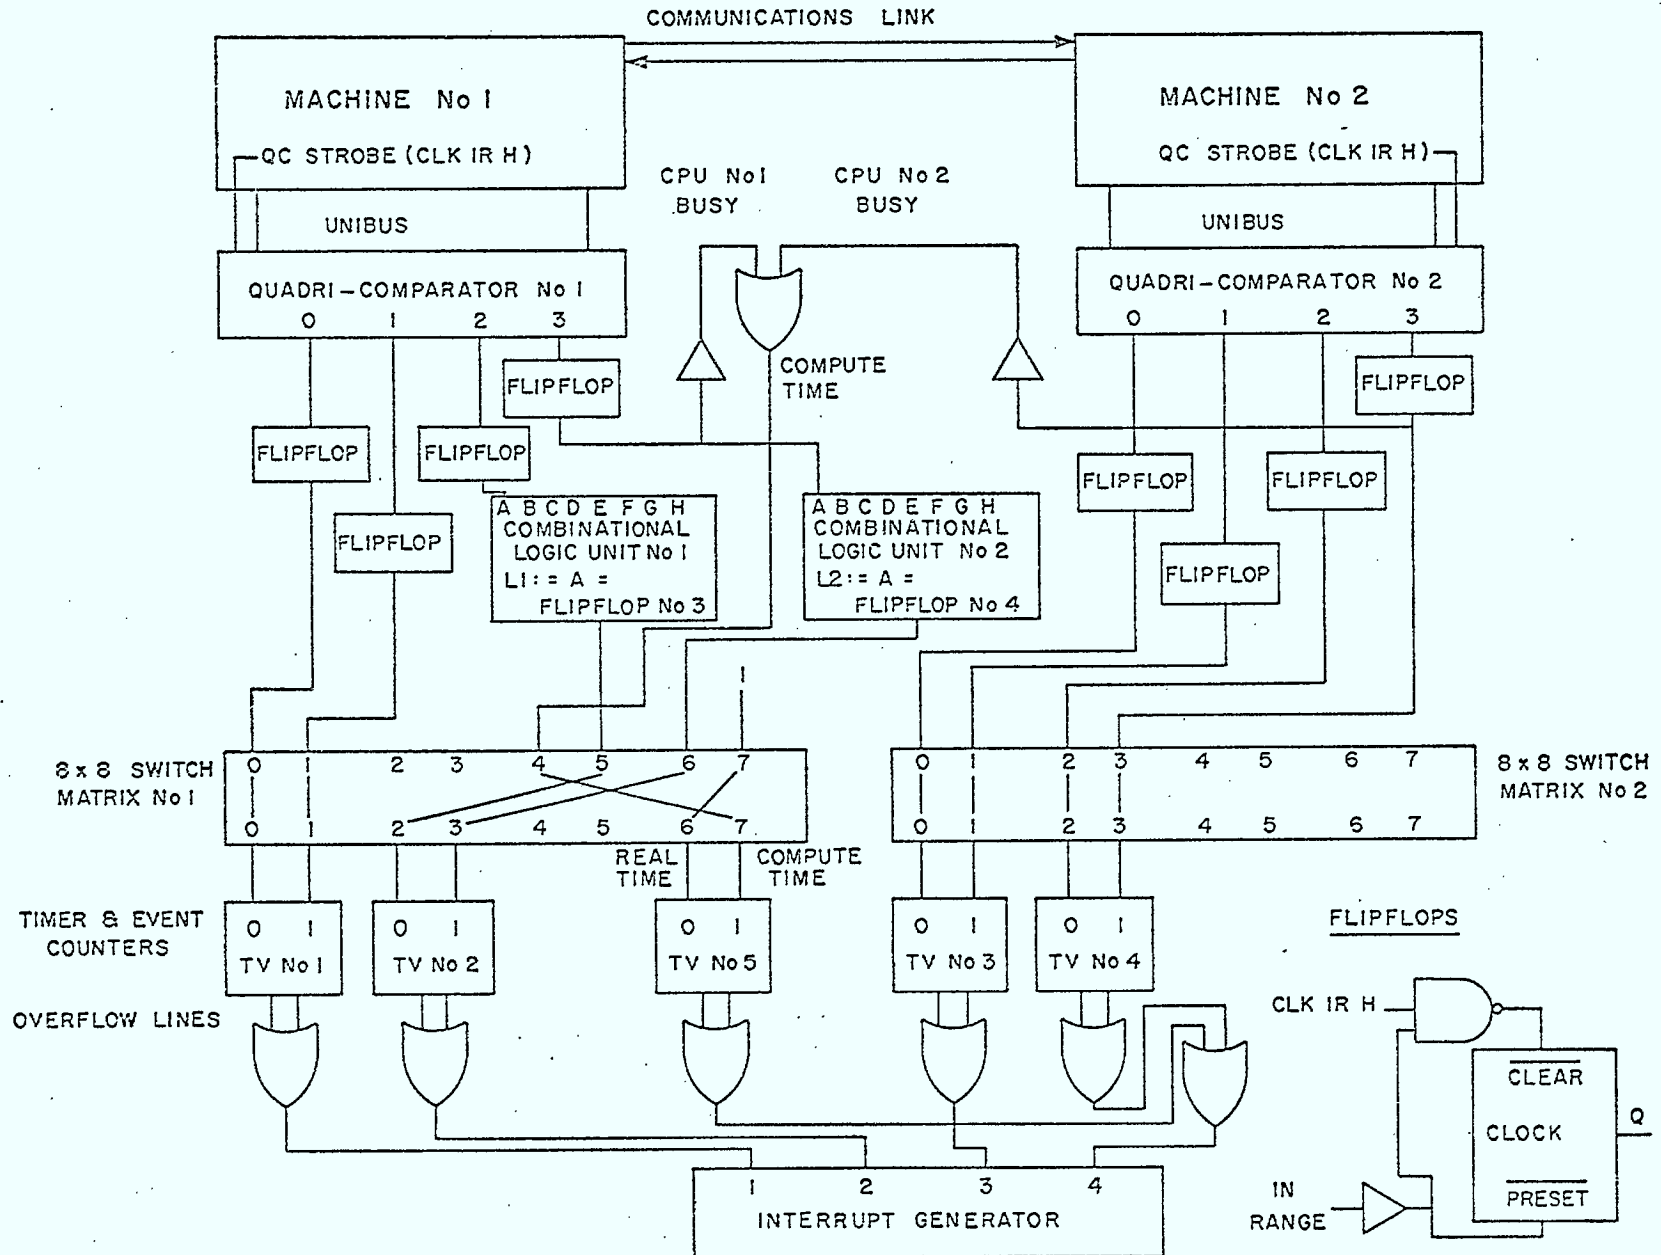 COMMUNICATIONS LINK
MACHINE No 1
QC STROBE (CLK IR H)
MACHINE No 2
QC STROBE (CLK IR H)
CPU No 1
BUSY
CPU No 2
BUSY
UNIBUS
UNIBUS
QUADRI-COMPARATOR No 1
0 1 2 3
QUADRI-COMPARATOR No 2
0 1 2 3
COMPUTE
TIME
FLIPFLOP
FLIPFLOP
FLIPFLOP
FLIPFLOP
FLIPFLOP
FLIPFLOP
FLIPFLOP
FLIPFLOP
A B C D E F G H
COMBINATIONAL
LOGIC UNIT No 1
L1:= A =
FLIPFLOP No 3
A B C D E F G H
COMBINATIONAL
LOGIC UNIT No 2
L2:= A =
FLIPFLOP No 4
1
8 x 8 SWITCH
MATRIX No 1
0 1 2 3 4 5 6 7
0 1 2 3 4 5 6 7
0 1 2 3 4 5 6 7
0 1 2 3 4 5 6 7
8 x 8 SWITCH
MATRIX No 2
REAL
TIME
COMPUTE
TIME
TIMER & EVENT
COUNTERS
0 1
TV No 1
0 1
TV No 2
0 1
TV No 5
0 1
TV No 3
0 1
TV No 4
OVERFLOW LINES
1 2 3 4
INTERRUPT GENERATOR
FLIPFLOPS
CLK IR H
CLEAR
CLOCK
Q
PRESET
IN
RANGE